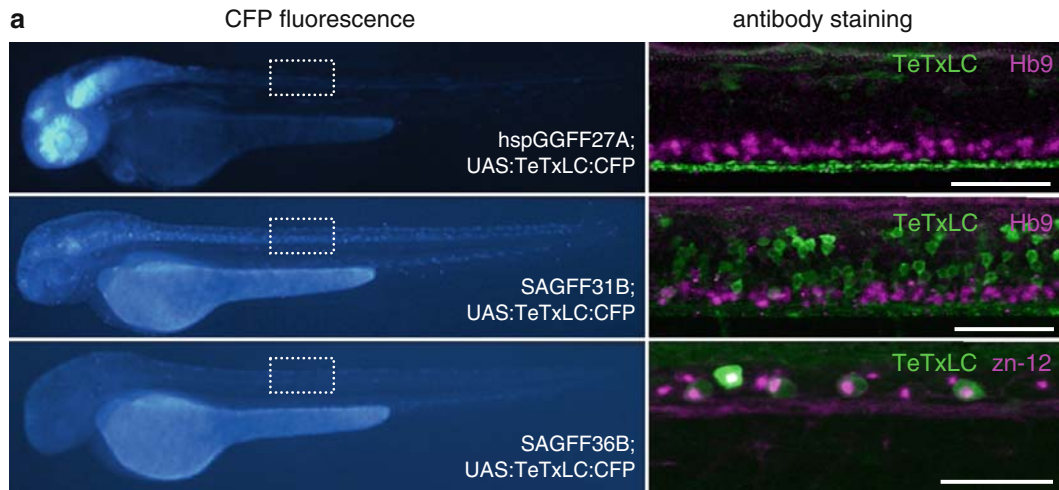 a
CFP fluorescence
antibody staining
hspGGFF27A;
UAS:TeTxLC:CFP
TeTxLC Hb9
SAGFF31B;
UAS:TeTxLC:CFP
TeTxLC Hb9
SAGFF36B;
UAS:TeTxLC:CFP
TeTxLC zn-12